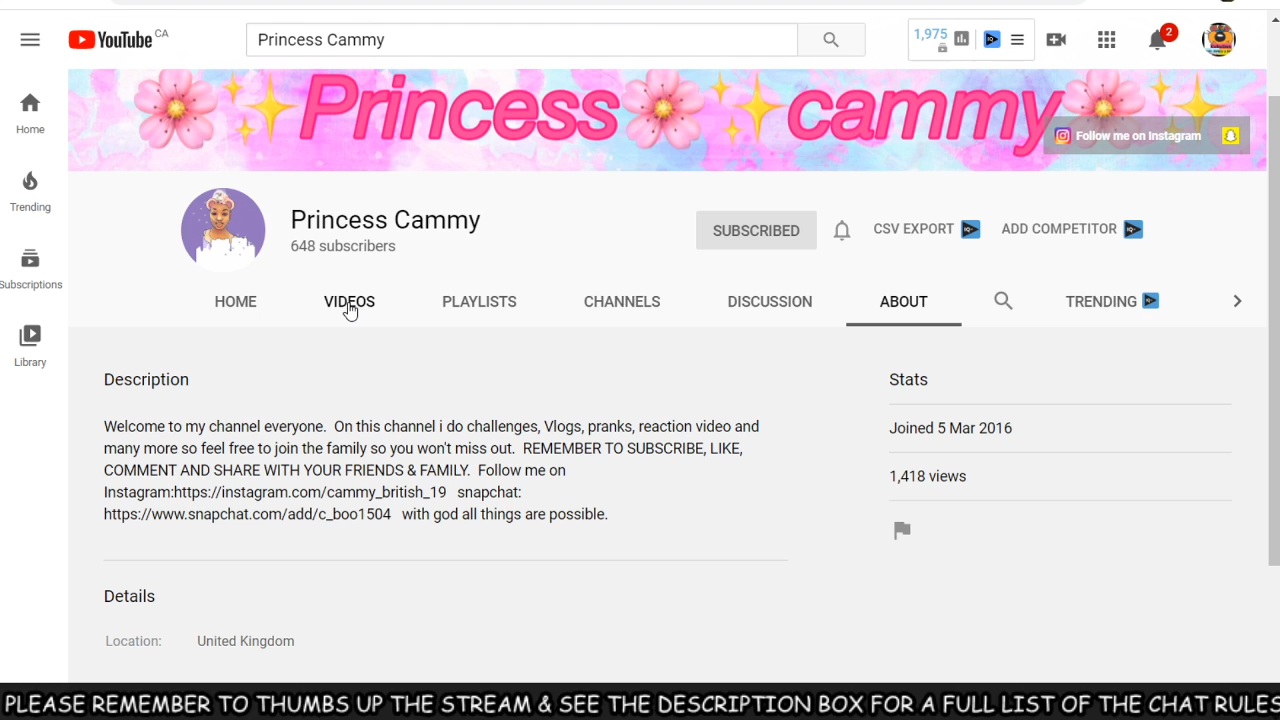 YouTube CA
Princess Cammy
1,975
2
Home
Trending
Subscriptions
Library
Princess cammy
Follow me on Instagram
Princess Cammy
648 subscribers
SUBSCRIBED
CSV EXPORT
ADD COMPETITOR
HOME
VIDEOS
PLAYLISTS
CHANNELS
DISCUSSION
ABOUT
TRENDING
Description
Welcome to my channel everyone. On this channel i do challenges, Vlogs, pranks, reaction video and
many more so feel free to join the family so you won't miss out. REMEMBER TO SUBSCRIBE, LIKE,
COMMENT AND SHARE WITH YOUR FRIENDS & FAMILY. Follow me on
Instagram:https://instagram.com/cammy_british_19 snapchat:
https://www.snapchat.com/add/c_boo1504 with god all things are possible.
Stats
Joined 5 Mar 2016
1,418 views
Details
Location: United Kingdom
PLEASE REMEMBER TO THUMBS UP THE STREAM & SEE THE DESCRIPTION BOX FOR A FULL LIST OF THE CHAT RULES